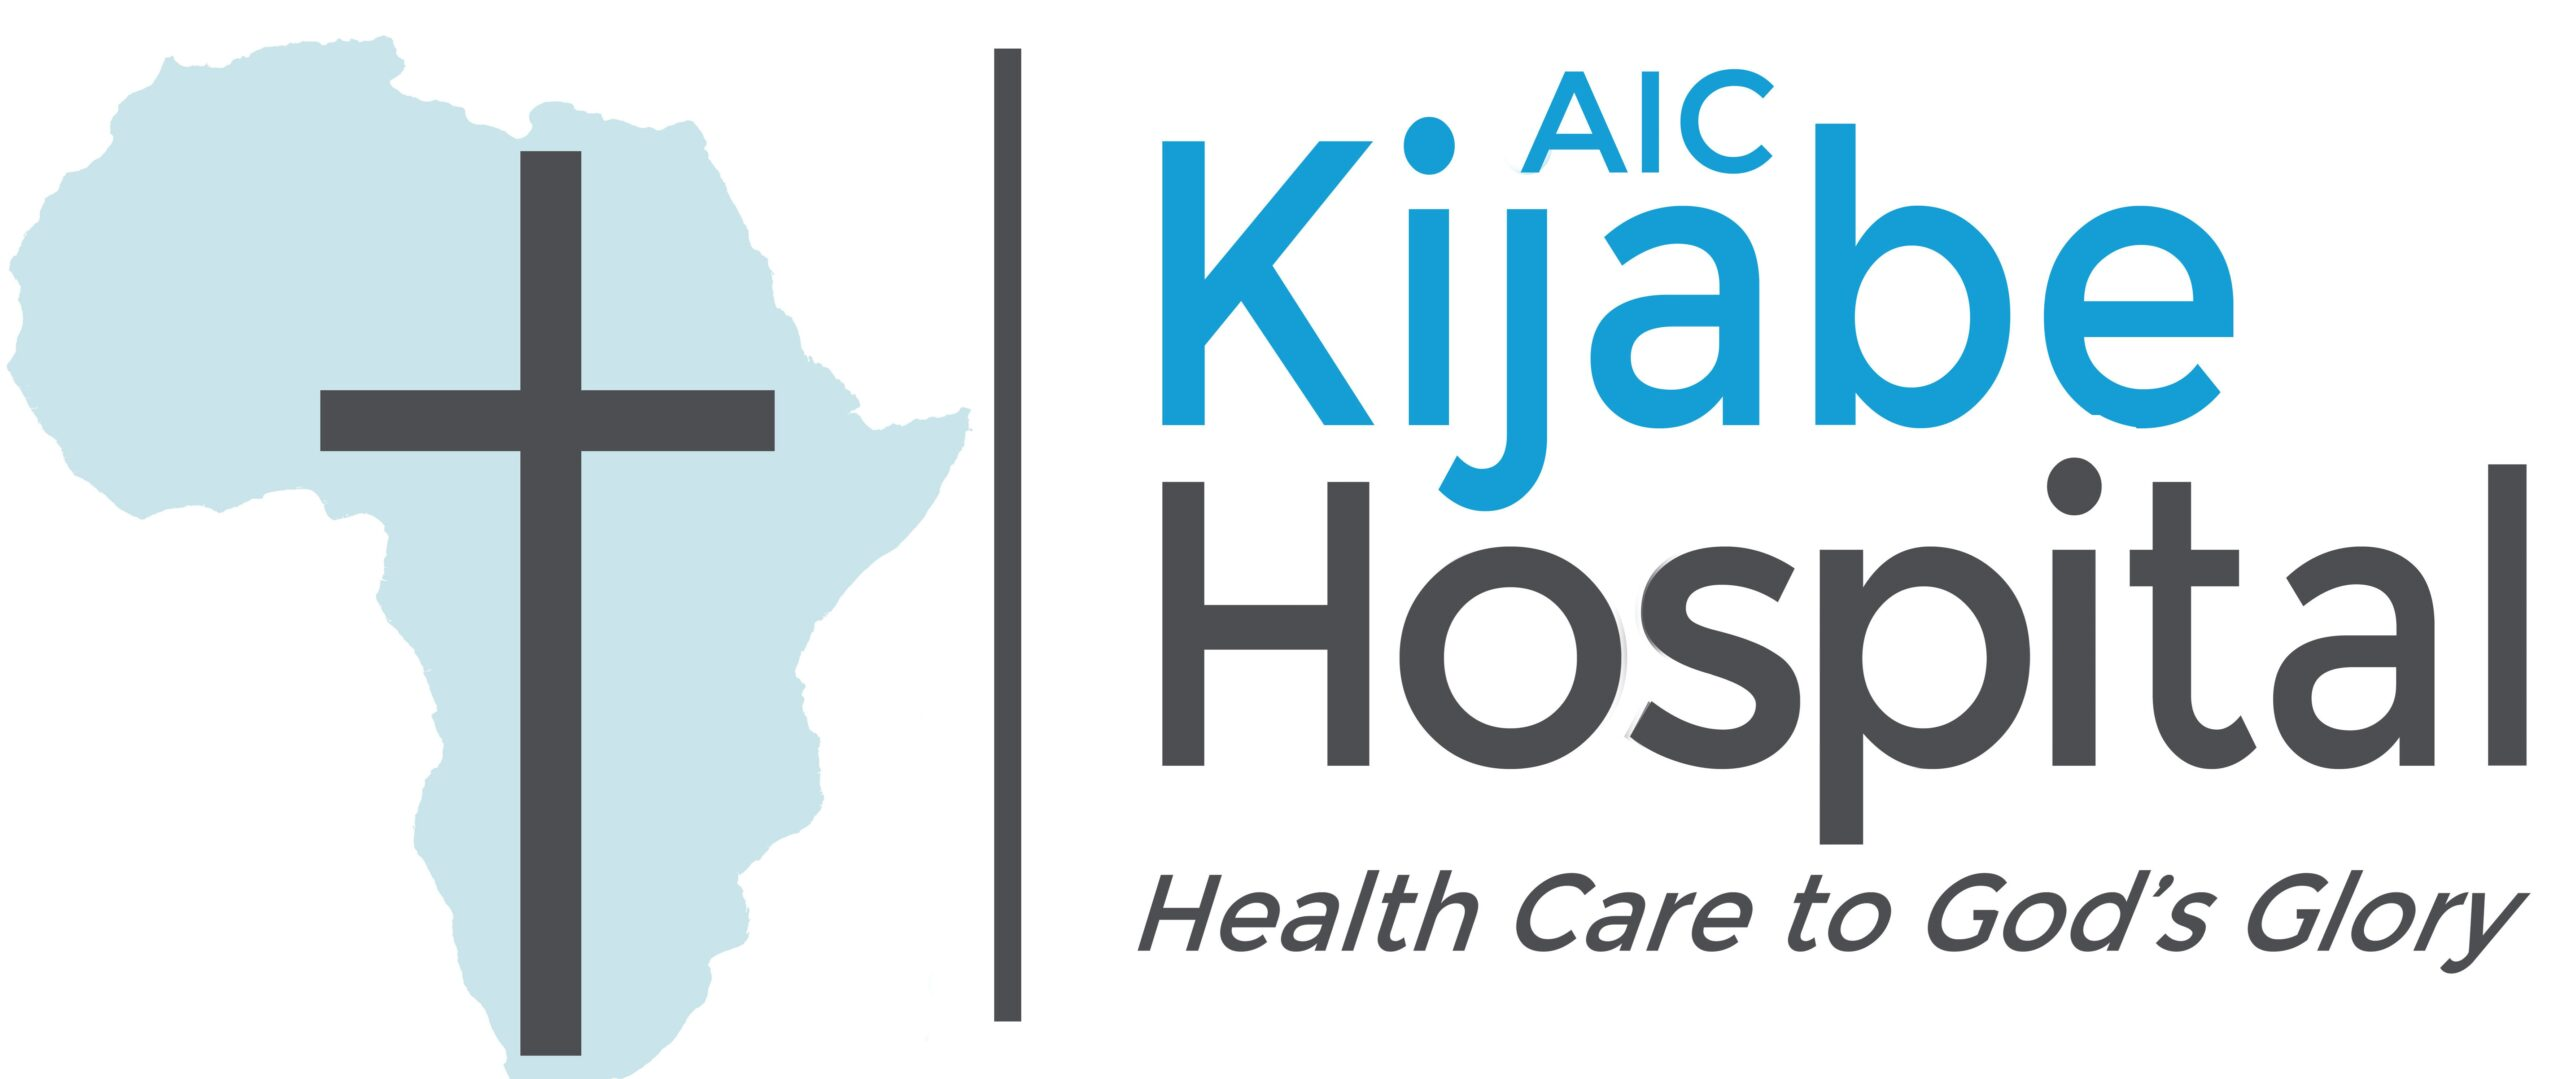 AIC
Kijabe
Hospital
Health Care to God's Glory